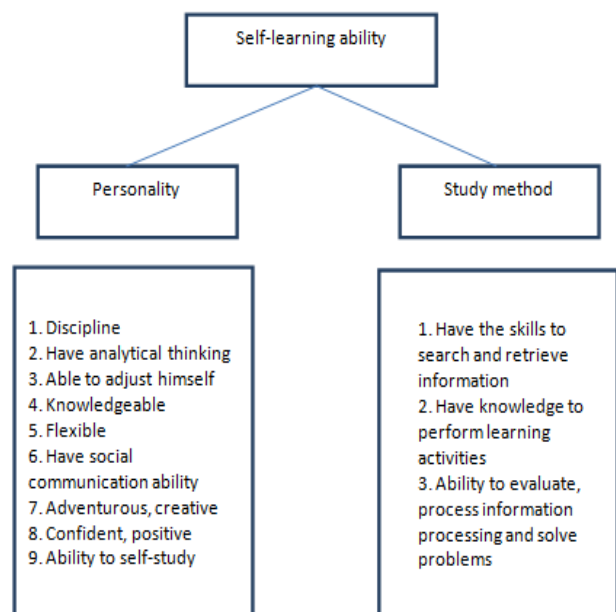 Self-learning ability
Personality
Study method
1. Discipline
2. Have analytical thinking
3. Able to adjust himself
4. Knowledgeable
5. Flexible
6. Have social
communication ability
7. Adventurous, creative
8. Confident, positive
9. Ability to self-study
1. Have the skills to
search and retrieve
information
2. Have knowledge to
perform learning
activities
3. Ability to evaluate,
process information
processing and solve
problems